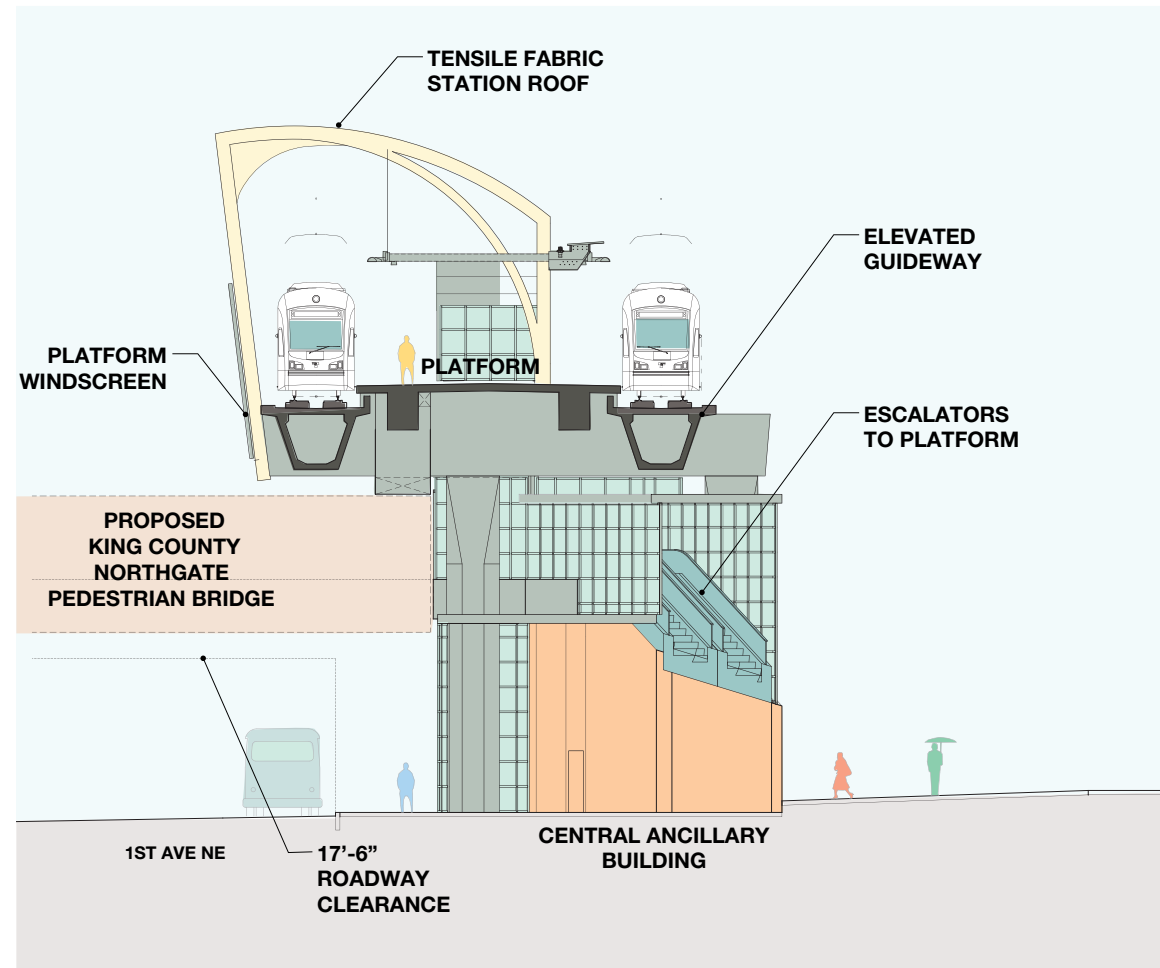 TENSILE FABRIC
STATION ROOF
ELEVATED
GUIDEWAY
PLATFORM
WINDSCREEN
PLATFORM
ESCALATORS
TO PLATFORM
PROPOSED
KING COUNTY
NORTHGATE
PEDESTRIAN BRIDGE
CENTRAL ANCILLARY
BUILDING
1ST AVE NE
17’-6”
ROADWAY
CLEARANCE